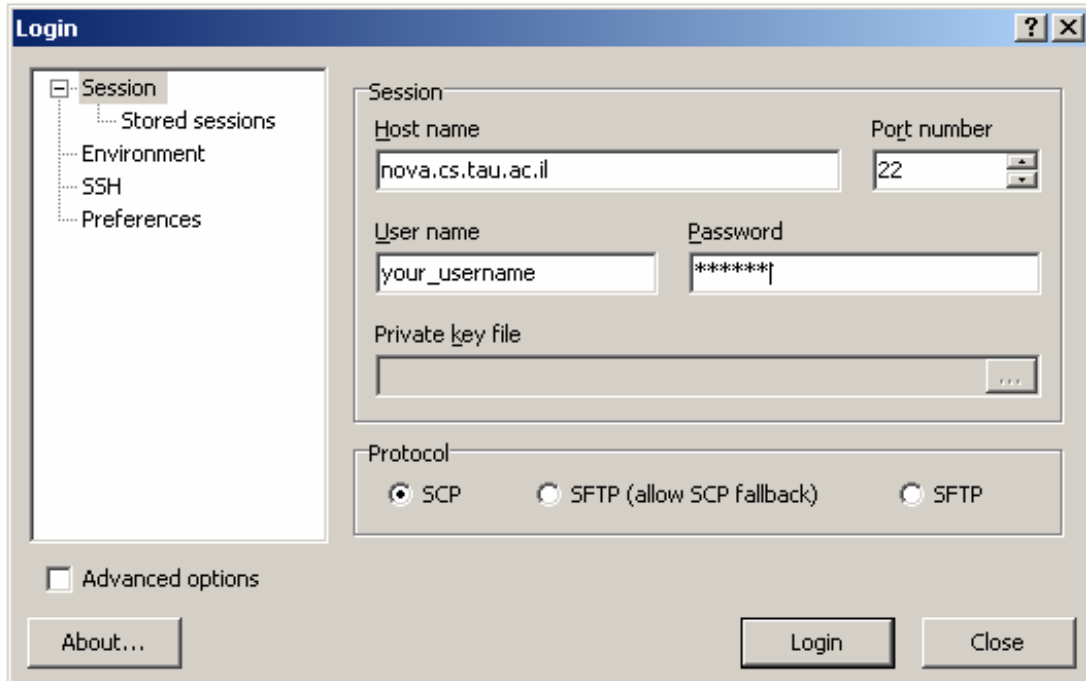 Login
Session
Stored sessions
Environment
SSH
Preferences
Session
Host name Port number
nova.cs.tau.ac.il 22
User name Password
your_username ******
Private key file
...
Protocol
SCP SFTP (allow SCP fallback) SFTP
Advanced options
About... Login Close